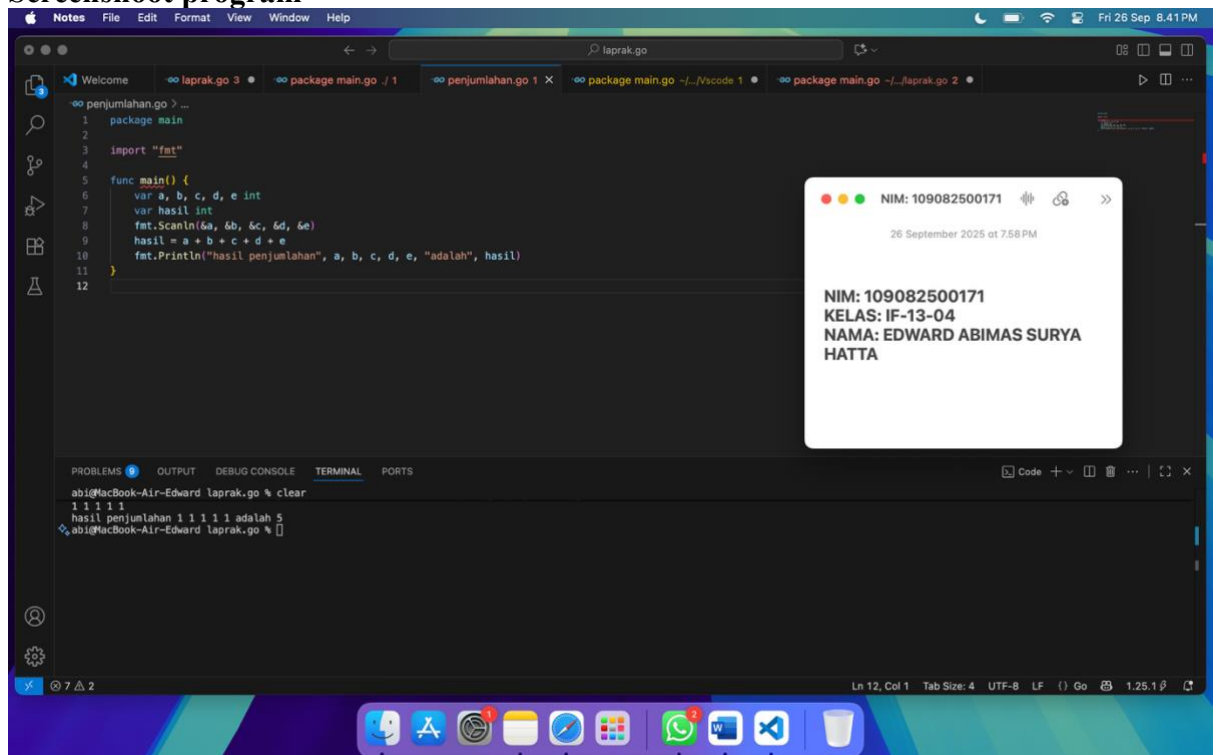 Screenshoot program
Notes File Edit Format View Window Help
Fri 26 Sep 8.41 PM
laprak.go
Welcome laprak.go 3 package main.go ./ 1 penjumlahan.go 1 package main.go ~/.../Vscode 1 package main.go ~/.../laprak.go 2
penjumlahan.go > ...
1 package main
2
3 import "fmt"
4
5 func main() {
6 var a, b, c, d, e int
7 var hasil int
8 fmt.Scanln(&a, &b, &c, &d, &e)
9 hasil = a + b + c + d + e
10 fmt.Println("hasil penjumlahan", a, b, c, d, e, "adalah", hasil)
11 }
12
NIM: 109082500171
26 September 2025 at 7.58 PM
NIM: 109082500171
KELAS: IF-13-04
NAMA: EDWARD ABIMAS SURYA
HATTA
PROBLEMS 9 OUTPUT DEBUG CONSOLE TERMINAL PORTS
Code
abi@MacBook-Air-Edward laprak.go % clear
1 1 1 1 1
hasil penjumlahan 1 1 1 1 1 adalah 5
abi@MacBook-Air-Edward laprak.go %
7 2
Ln 12, Col 1 Tab Size: 4 UTF-8 LF {} Go 1.25.1